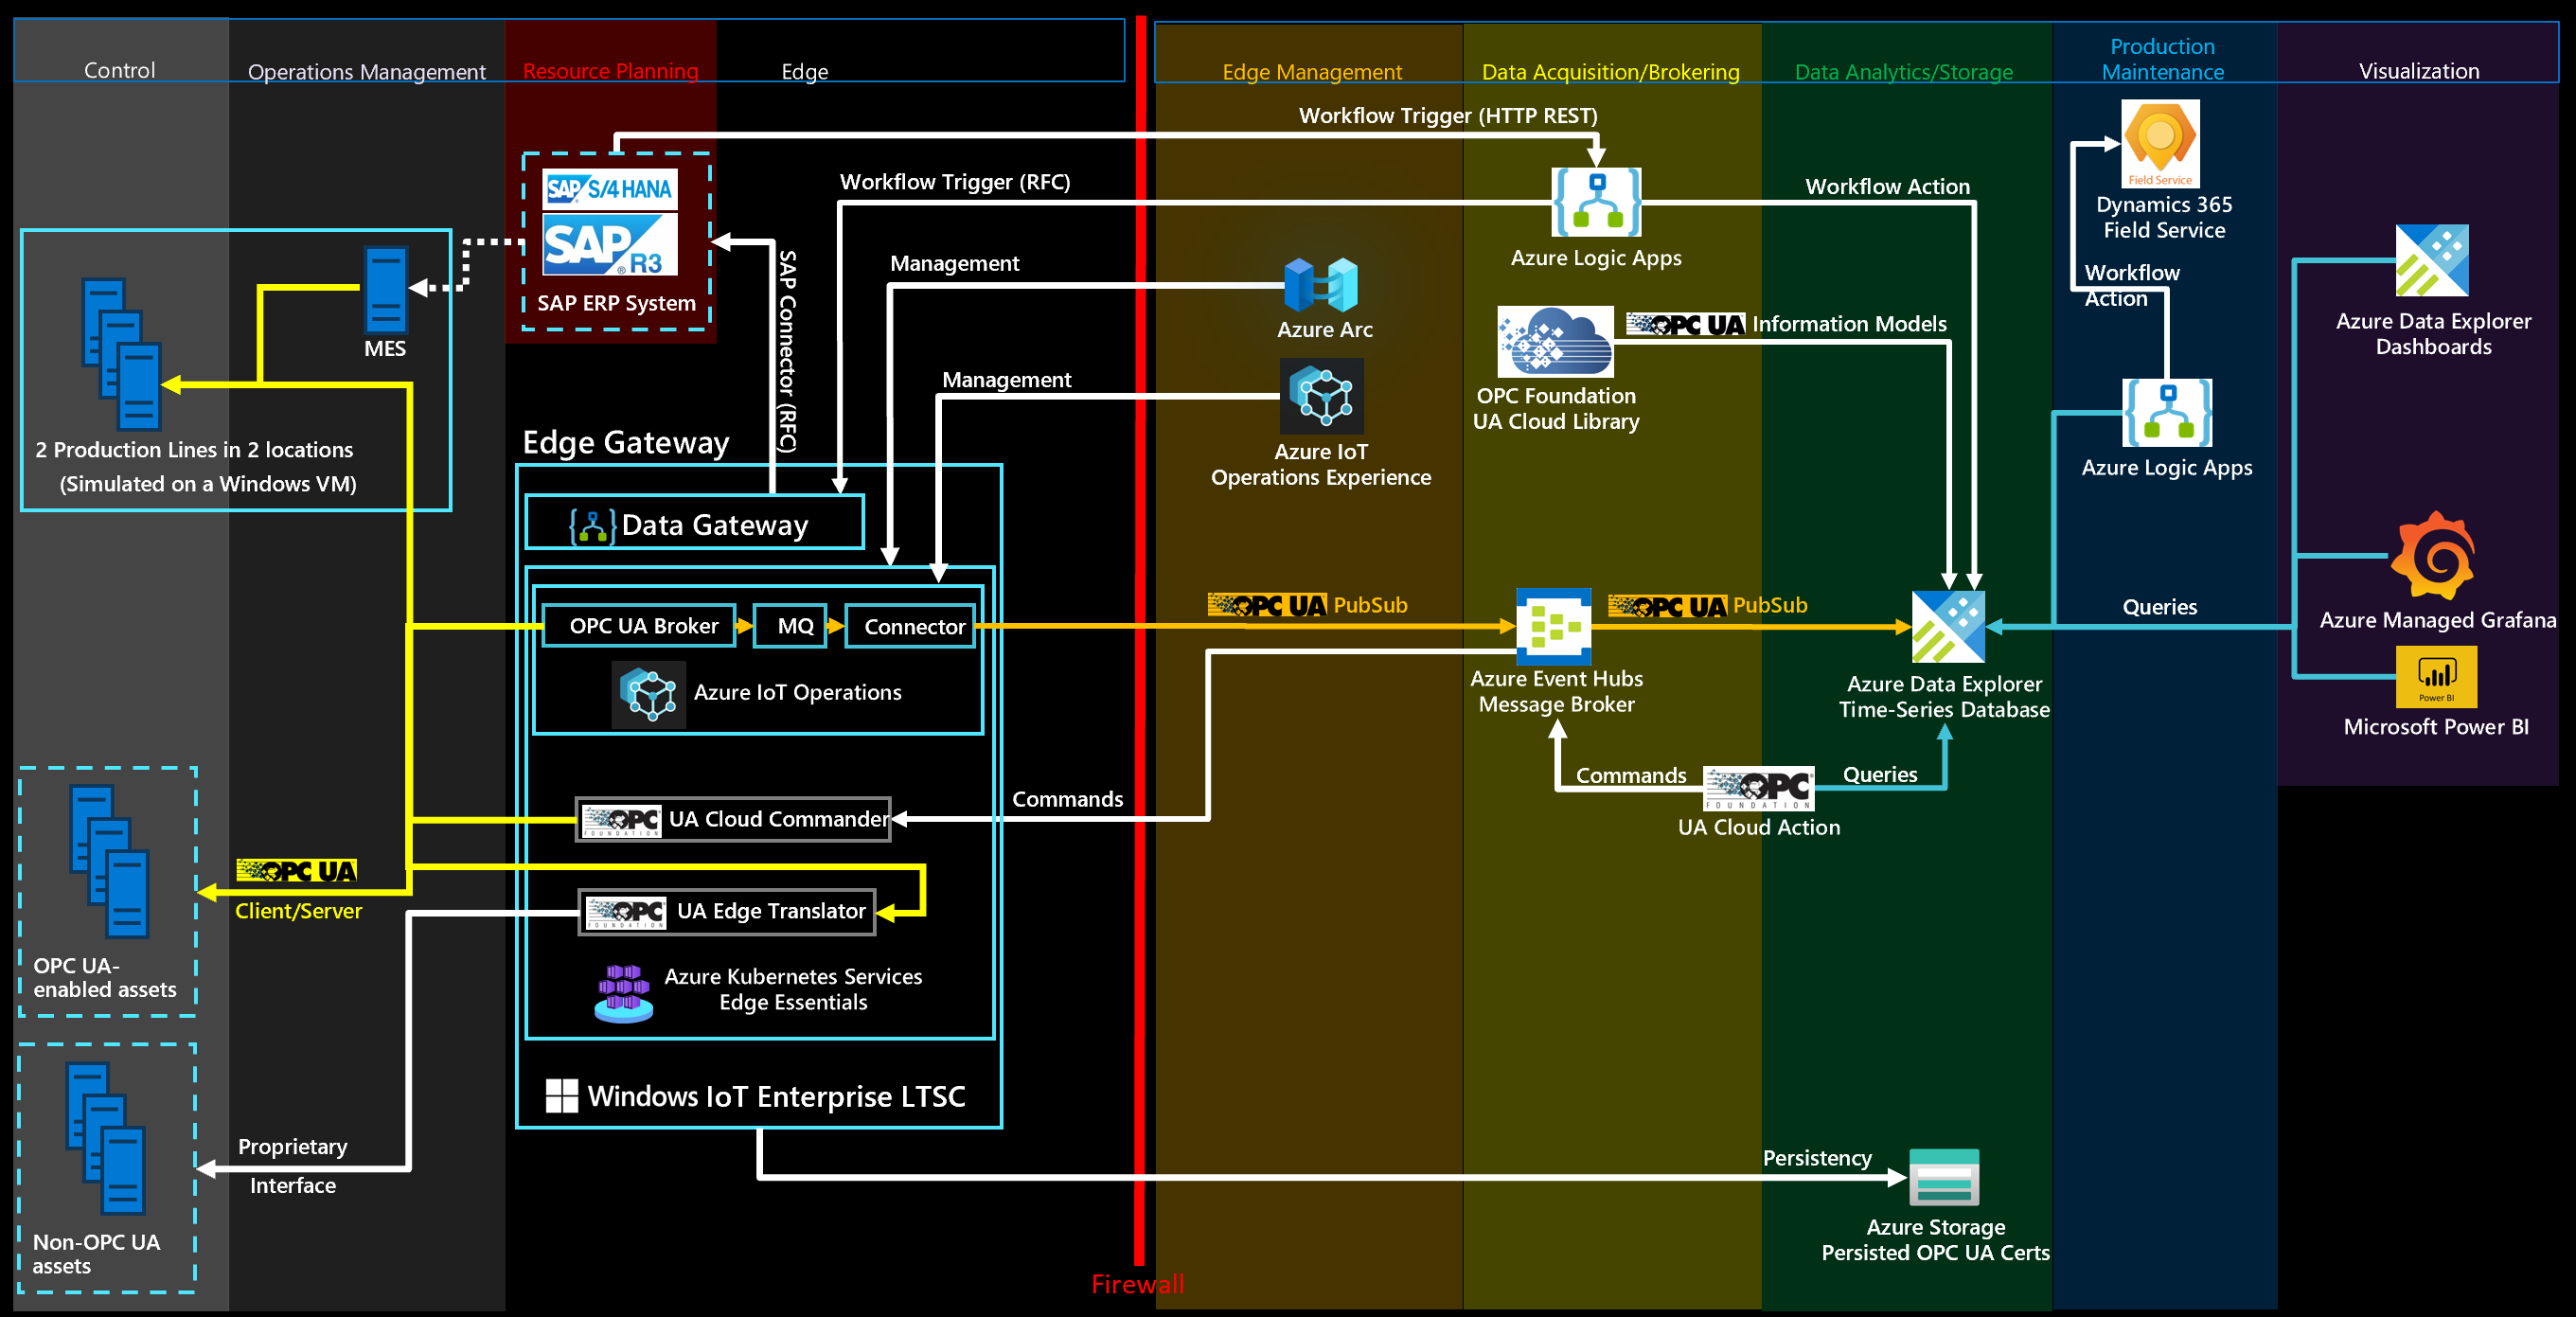 Control
Operations Management
Resource Planning
Edge
Edge Management
Data Acquisition/Brokering
Data Analytics/Storage
Production
Maintenance
Visualization
Workflow Trigger (HTTP REST)
SAP S/4HANA
SAP
® R3
SAP ERP System
Workflow Trigger (RFC)
Workflow Action
Azure Logic Apps
Field Service
Dynamics 365
Field Service
Workflow
Action
Azure Logic Apps
Management
Azure Arc
Management
Azure IoT
Operations Experience
OPC UA Information Models
OPC Foundation
UA Cloud Library
Azure Data Explorer
Dashboards
MES
2 Production Lines in 2 locations
(Simulated on a Windows VM)
SAP Connector (RFC)
Edge Gateway
Data Gateway
OPC UA Broker
MQ
Connector
Azure IoT Operations
OPC UA PubSub
OPC UA PubSub
Azure Event Hubs
Message Broker
Azure Data Explorer
Time-Series Database
Queries
Azure Managed Grafana
Power BI
Microsoft Power BI
Commands
OPC
FOUNDATION
UA Cloud Commander
Commands
OPC
FOUNDATION
Queries
UA Cloud Action
OPC UA
Client/Server
OPC
FOUNDATION
UA Edge Translator
OPC UA-
enabled assets
Azure Kubernetes Services
Edge Essentials
Windows IoT Enterprise LTSC
Proprietary
Interface
Non-OPC UA
assets
Persistency
Azure Storage
Persisted OPC UA Certs
Firewall